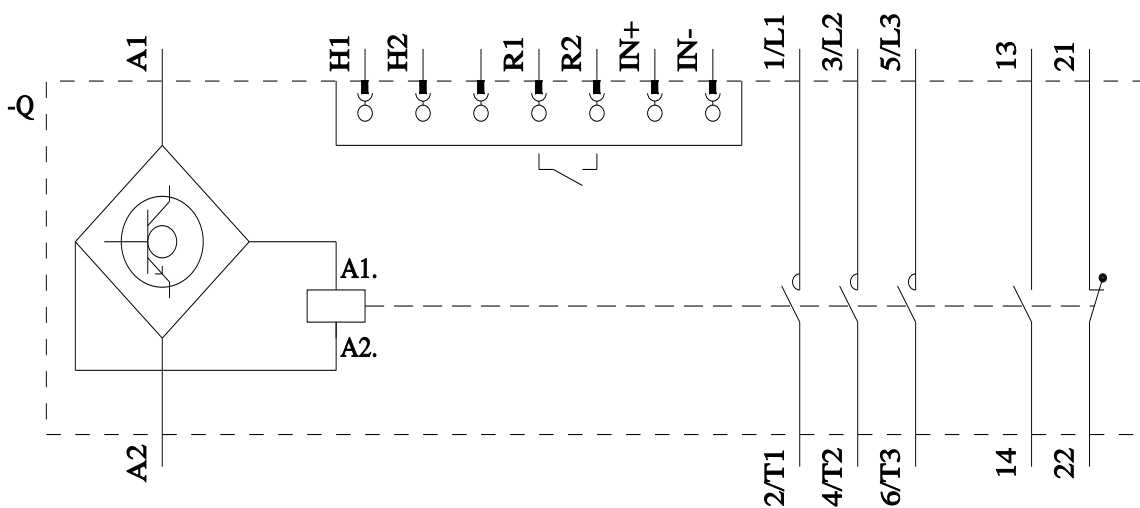 A1
H1
H2
R1
R2
IN+
IN-
1/L1
3/L2
5/L3
13
21
-Q
A1.
A2.
A2
2/T1
4/T2
6/T3
14
22